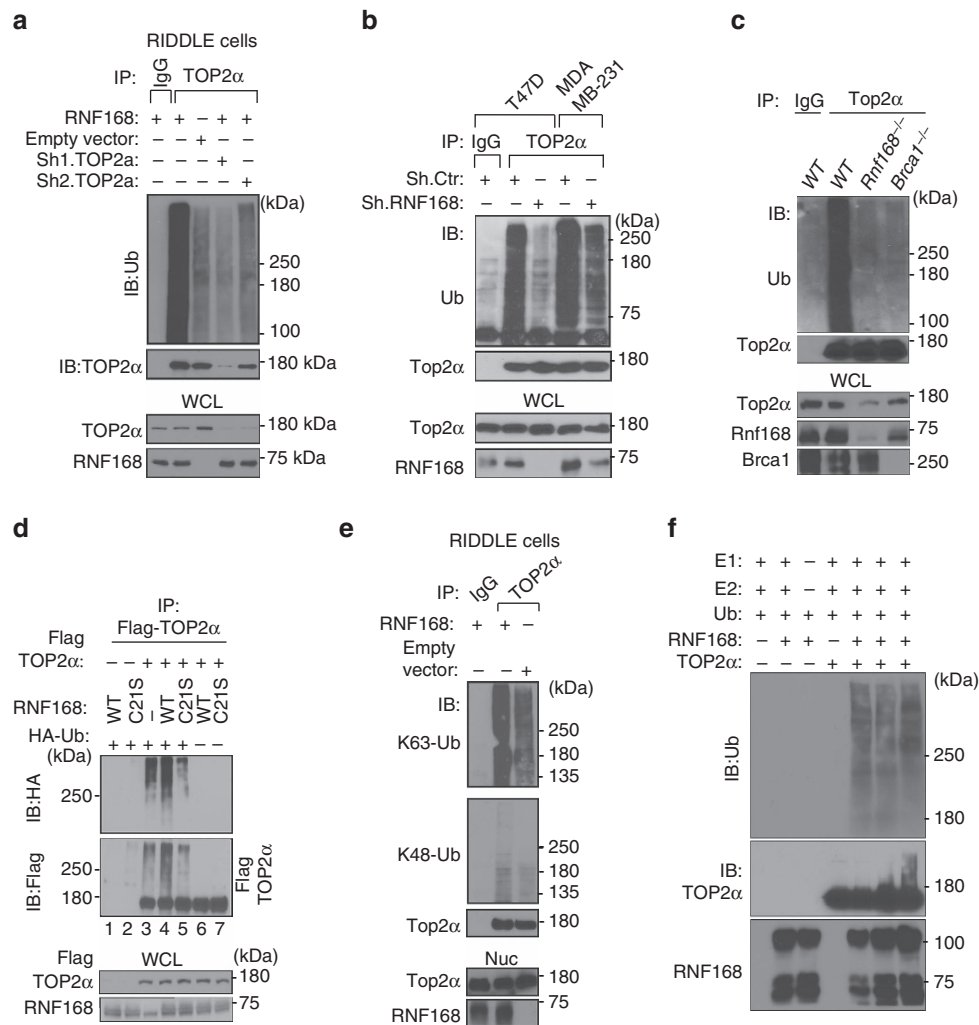 a
RIDDLE cells
IP: IgG TOP2α
RNF168: + + – + +
Empty vector: – – + – –
Sh1.TOP2a: – – – + –
Sh2.TOP2a: – – – – +
(kDa)
IB:Ub
250
180
100
IB:TOP2α 180 kDa
WCL
TOP2α 180 kDa
RNF168 75 kDa
b
T47D MDA MB-231
IP: IgG TOP2α
Sh.Ctr: + + – + –
Sh.RNF168: – – + – +
(kDa)
IB:
Ub
250
180
75
Top2α 180
WCL
Top2α 180
RNF168 75
c
IP: IgG Top2α
WT WT Rnf168–/– Brca1–/–
IB:
Ub
(kDa)
250
180
100
Top2α 180
WCL
Top2α 180
Rnf168 75
Brca1 250
d
IP:
Flag-TOP2α
Flag
TOP2α: – – + + + + +
RNF168: WT C21S – WT C21S WT C21S
HA-Ub: + + + + + – –
(kDa)
IB:HA
250
IB:Flag
250
180
Flag
TOP2α
1 2 3 4 5 6 7
Flag WCL (kDa)
TOP2α 180
RNF168 75
e
RIDDLE cells
IP: IgG TOP2α
RNF168: + + –
Empty
vector: – – +
IB: (kDa)
K63-Ub
250
180
135
K48-Ub
250
180
135
Top2α 180
Nuc
Top2α 180
RNF168 75
f
E1: + + – + + + +
E2: + + – + + + +
Ub: + + + + + + +
RNF168: – + + – + + +
TOP2α: – – – + + + +
(kDa)
IB:Ub
250
180
IB:
TOP2α 180
RNF168
100
75